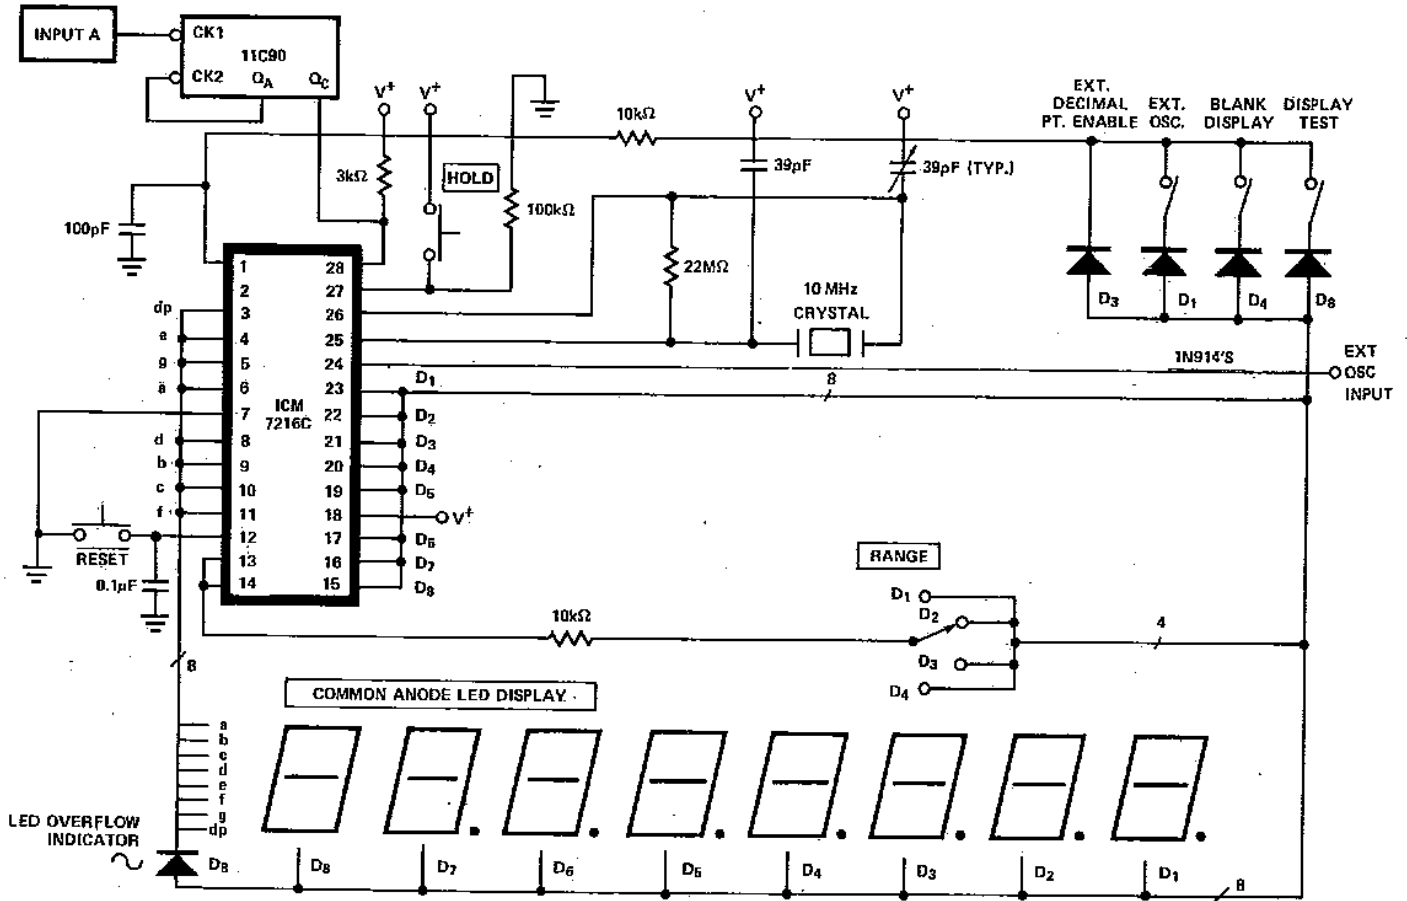 INPUT A
CK1
11C90
CK2
QA
QC
V+
V+
V+
V+
3kΩ
HOLD
100kΩ
10kΩ
39pF
39pF (TYP.)
EXT.
DECIMAL
PT. ENABLE
EXT.
OSC.
BLANK
DISPLAY
DISPLAY
TEST
100pF
22MΩ
10 MHz
CRYSTAL
D3
D1
D4
D8
1N914'S
EXT
OSC
INPUT
ICM
7216C
1
2
3
4
5
6
7
8
9
10
11
12
13
14
28
27
26
25
24
23
22
21
20
19
18
17
16
15
dp
e
g
a
d
b
c
f
D1
D2
D3
D4
D5
V+
D6
D7
D8
8
RESET
0.1µF
10kΩ
RANGE
D1
D2
D3
D4
4
8
COMMON ANODE LED DISPLAY
a
b
c
d
e
f
g
dp
LED OVERFLOW
INDICATOR
D8
D8
D7
D6
D5
D4
D3
D2
D1
8